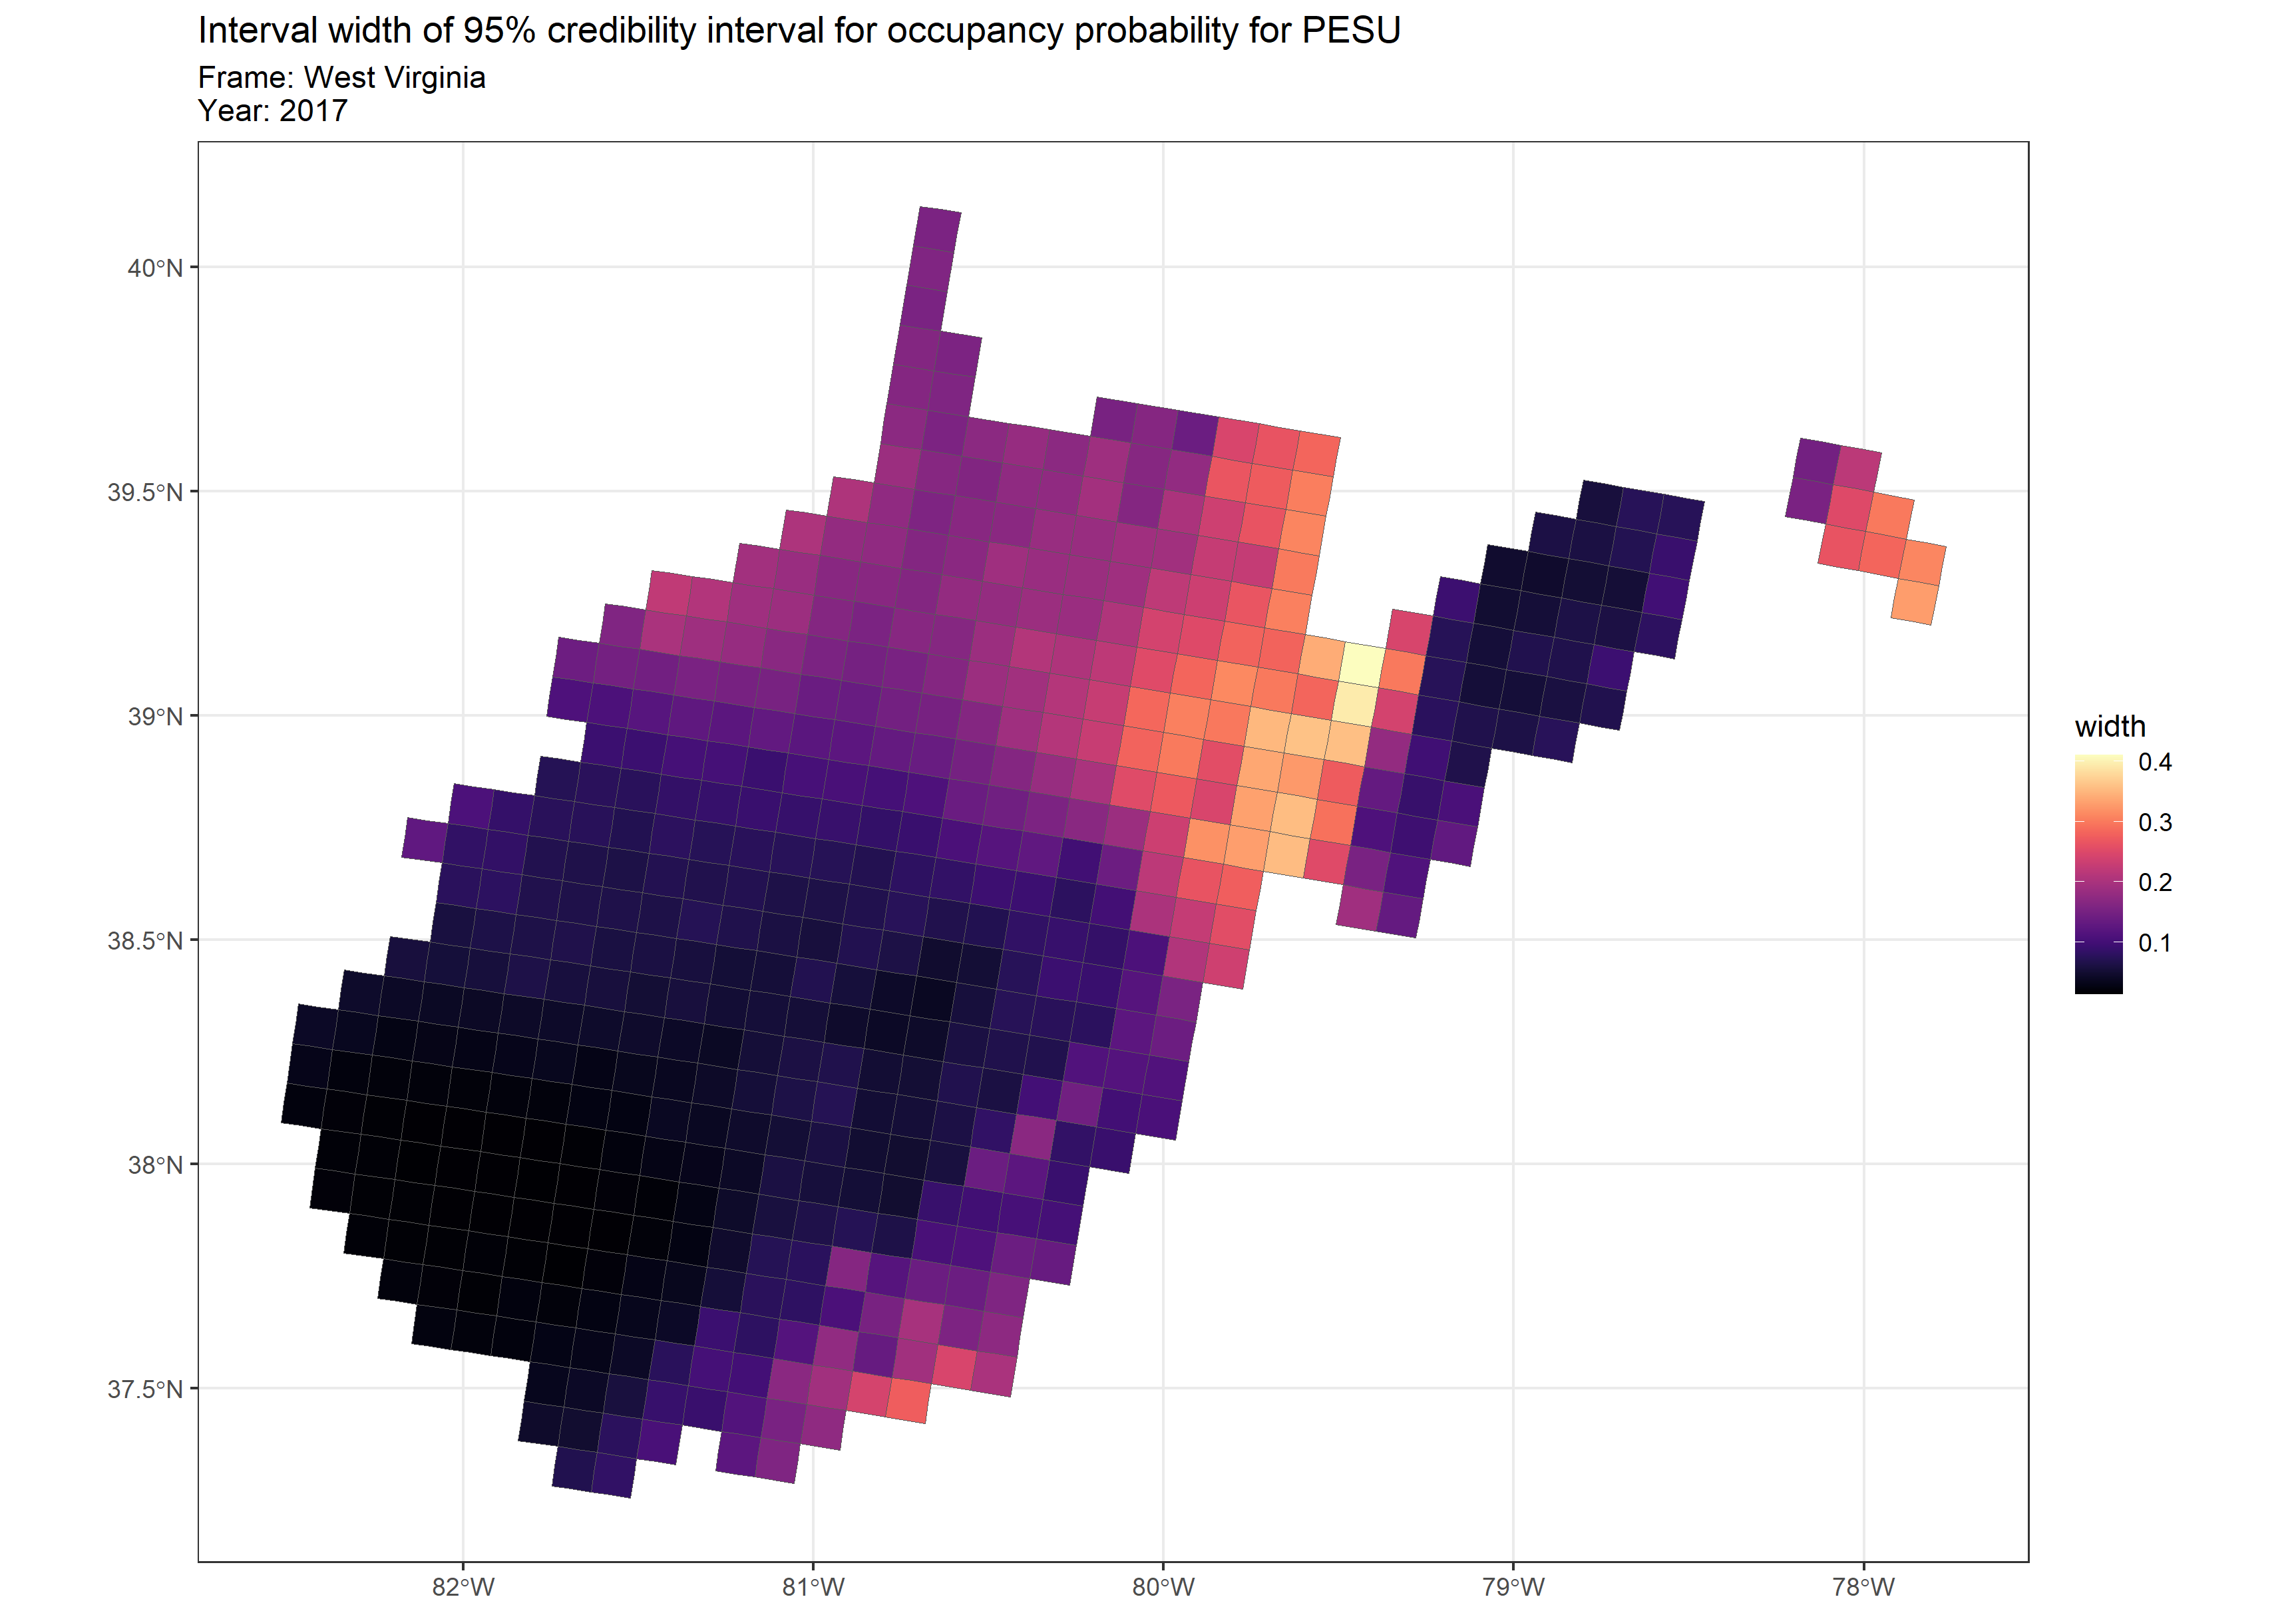 Interval width of 95% credibility interval for occupancy probability for PESU
Frame: West Virginia
Year: 2017
40°N
39.5°N
39°N
38.5°N
38°N
37.5°N
82°W
81°W
80°W
79°W
78°W
width
0.4
0.3
0.2
0.1